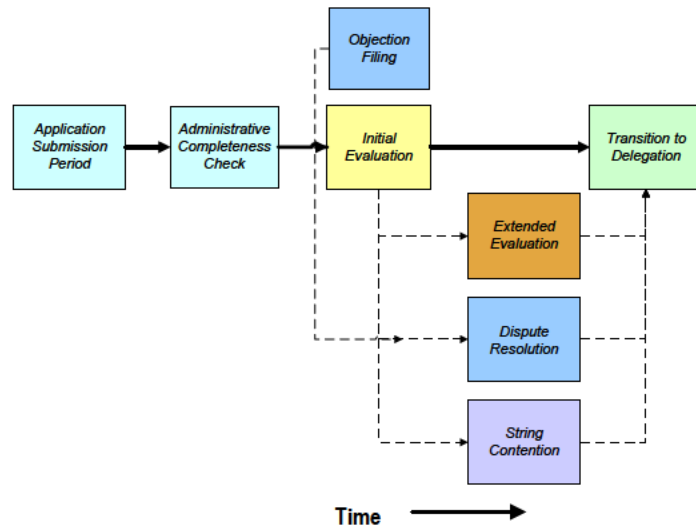 Objection
Filing
Application
Submission
Period
Administrative
Completeness
Check
Initial
Evaluation
Transition to
Delegation
Extended
Evaluation
Dispute
Resolution
String
Contention
Time